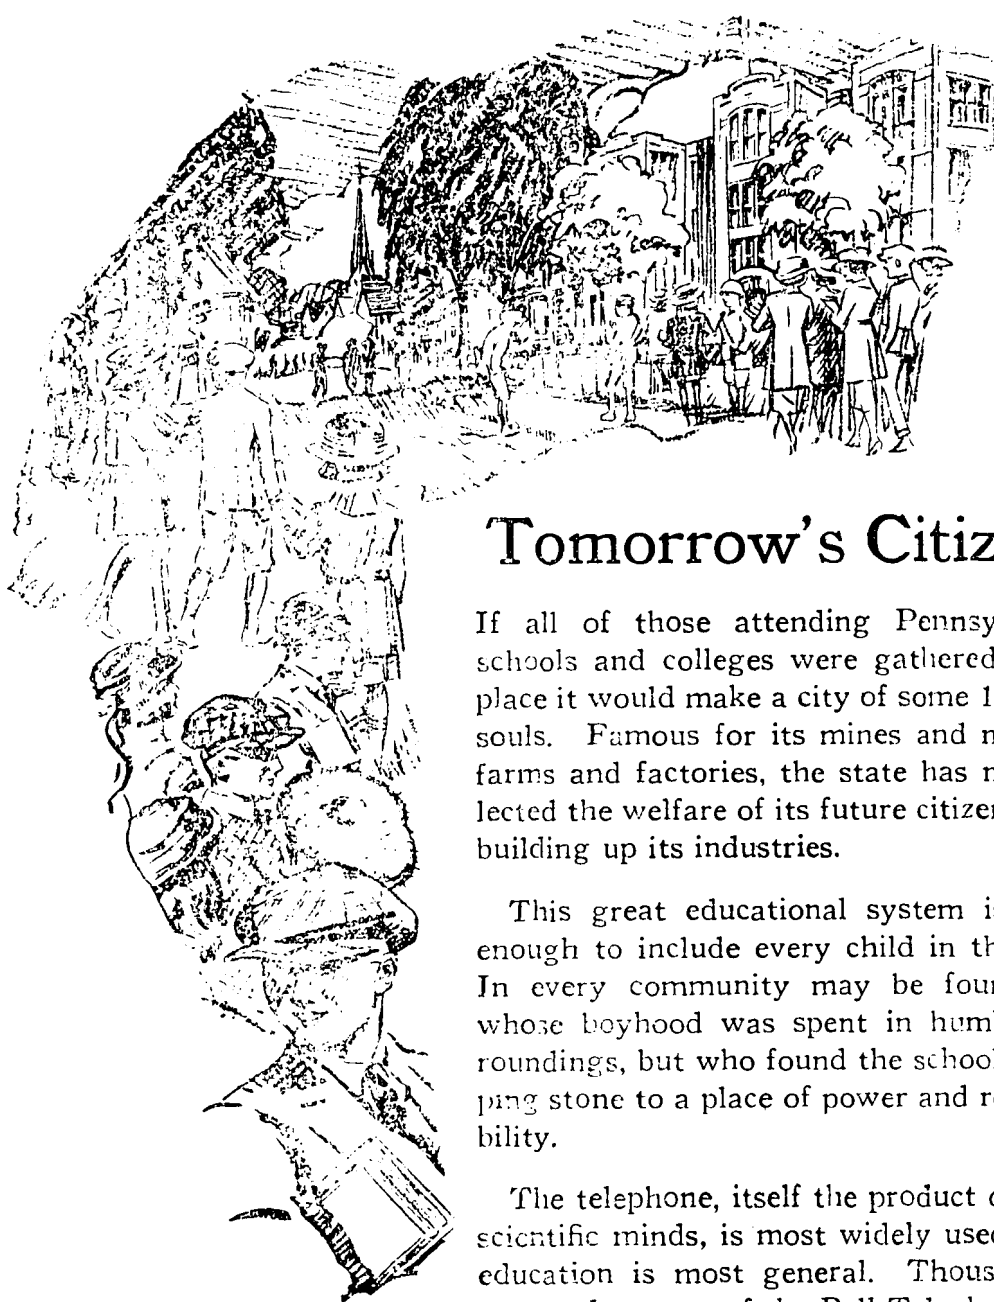 Tomorrow's Citiz
If all of those attending Pennsy
schools and colleges were gathered
place it would make a city of some 1
souls. Famous for its mines and
farms and factories, the state has
lected the welfare of its future citizen
building up its industries.
This great educational system is
enough to include every child in th
In every community may be foun
whose boyhood was spent in humb
roundings, but who found the school
ping stone to a place of power and re
bility.
The telephone, itself the product o
scientific minds, is most widely used
education is most general. Thous